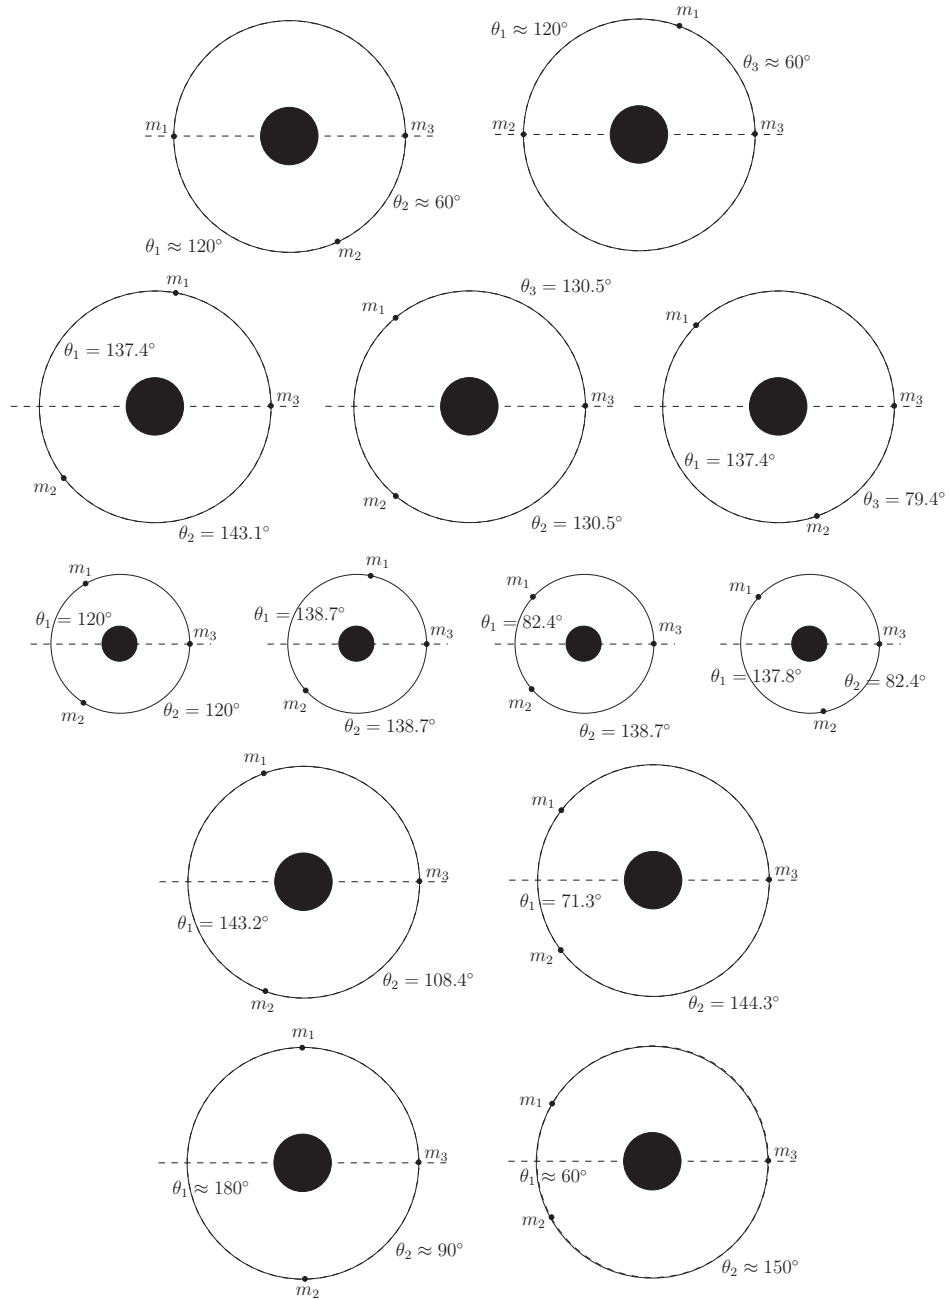 m₁
θ₁ ≈ 120°
m₁
θ₃ ≈ 60°
m₃
m₂
m₃
θ₂ ≈ 60°
θ₁ ≈ 120°
m₂
m₁
θ₁ = 137.4°
m₃
m₂
θ₂ = 143.1°
θ₃ = 130.5°
m₁
m₃
m₂
θ₂ = 130.5°
m₁
m₃
θ₁ = 137.4°
θ₃ = 79.4°
m₂
m₁
θ₁ = 120°
m₃
m₂
θ₂ = 120°
m₁
θ₁ = 138.7°
m₃
m₂
θ₂ = 138.7°
m₁
θ₁ = 82.4°
m₃
m₂
θ₂ = 138.7°
m₁
m₃
θ₁ = 137.8°
θ₂ = 82.4°
m₂
m₁
m₃
θ₁ = 143.2°
θ₂ = 108.4°
m₂
m₁
m₃
θ₁ = 71.3°
m₂
θ₂ = 144.3°
m₁
m₃
θ₁ ≈ 180°
θ₂ ≈ 90°
m₂
m₁
m₃
θ₁ ≈ 60°
m₂
θ₂ ≈ 150°